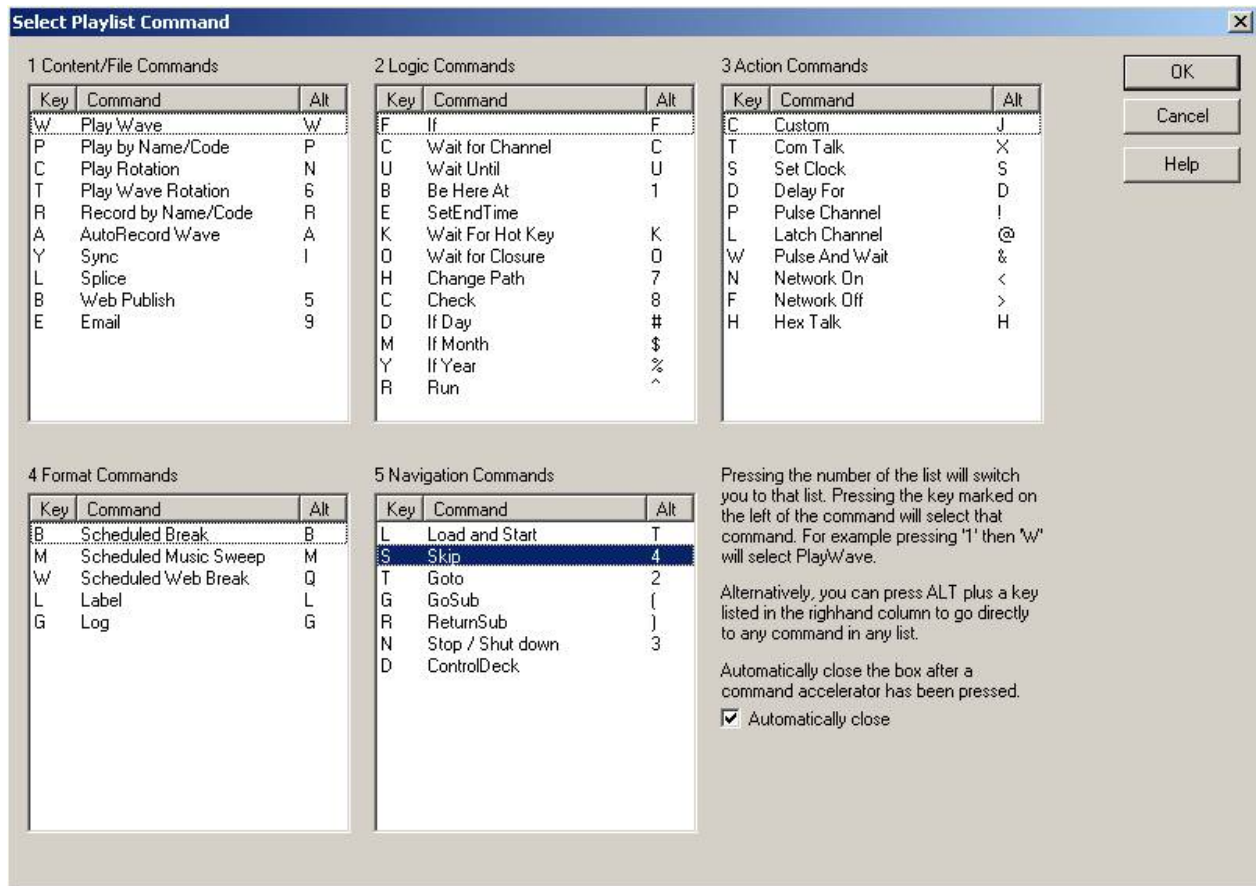 Select Playlist Command
1 Content/File Commands
Key Command Alt
W Play Wave W
P Play by Name/Code P
C Play Rotation N
T Play Wave Rotation 6
R Record by Name/Code R
A AutoRecord Wave A
Y Sync I
L Splice
B Web Publish 5
E Email 9
2 Logic Commands
Key Command Alt
F If F
C Wait for Channel C
U Wait Until U
B Be Here At 1
E SetEndTime
K Wait For Hot Key K
O Wait for Closure O
H Change Path 7
C Check 8
D If Day #
M If Month $
Y If Year %
R Run ^
3 Action Commands
Key Command Alt
C Custom J
T Com Talk X
S Set Clock S
D Delay For D
P Pulse Channel !
L Latch Channel @
W Pulse And Wait &
N Network On <
F Network Off >
H Hex Talk H
OK
Cancel
Help
4 Format Commands
Key Command Alt
B Scheduled Break B
M Scheduled Music Sweep M
W Scheduled Web Break Q
L Label L
G Log G
5 Navigation Commands
Key Command Alt
L Load and Start T
S Skip 4
T Goto 2
G GoSub (
R ReturnSub )
N Stop / Shut down 3
D ControlDeck
Pressing the number of the list will switch
you to that list. Pressing the key marked on
the left of the command will select that
command. For example pressing '1' then 'W'
will select PlayWave.
Alternatively, you can press ALT plus a key
listed in the righhand column to go directly
to any command in any list.
Automatically close the box after a
command accelerator has been pressed.
Automatically close